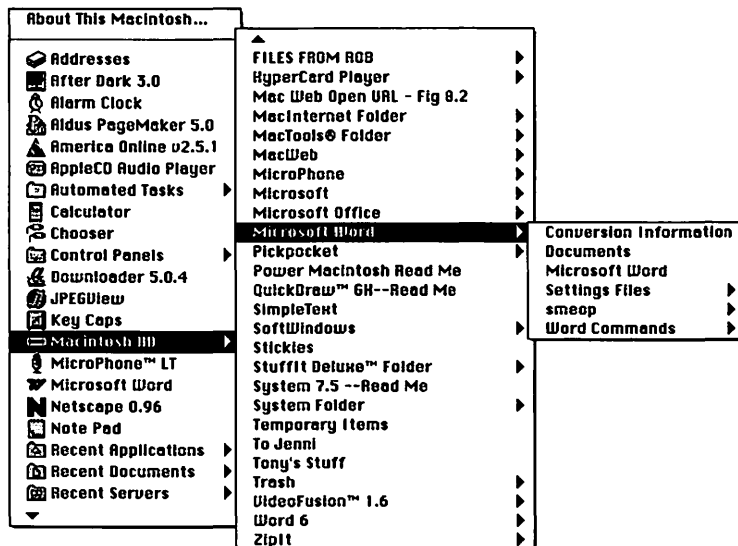 About This Macintosh...
Addresses
After Dark 3.0
Alarm Clock
Aldus PageMaker 5.0
America Online v2.5.1
AppleCD Audio Player
Automated Tasks
Calculator
Chooser
Control Panels
Downloader 5.0.4
JPEGView
Key Caps
Macintosh HD
MicroPhone™ LT
Microsoft Word
Netscape 0.96
Note Pad
Recent Applications
Recent Documents
Recent Servers
FILES FROM ROB
HyperCard Player
Mac Web Open URL - Fig 8.2
MacInternet Folder
MacTools® Folder
MacWeb
MicroPhone
Microsoft
Microsoft Office
Microsoft Word
Pickpocket
Power Macintosh Read Me
QuickDraw™ GX--Read Me
SimpleText
SoftWindows
Stickies
StuffIt Deluxe™ Folder
System 7.5 --Read Me
System Folder
Temporary Items
To Jenni
Tony's Stuff
Trash
VideoFusion™ 1.6
Word 6
ZipIt
Conversion Information
Documents
Microsoft Word
Settings Files
smeop
Word Commands